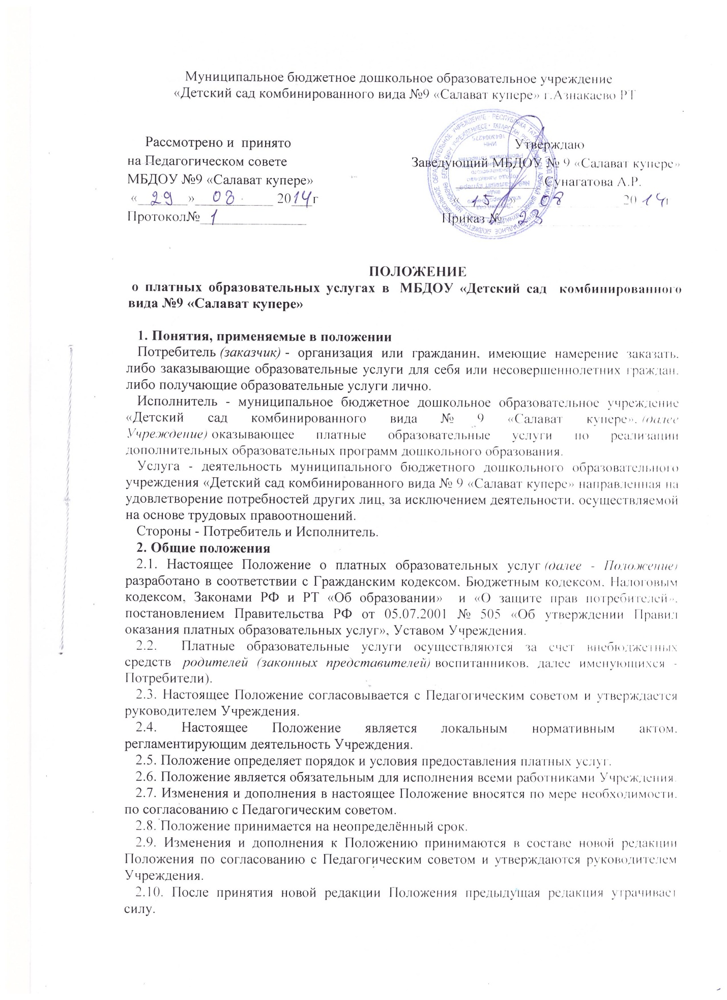 Муниципальное бюджетное дошкольное образовательное учреждение
«Детский сад комбинированного вида №9 «Салават купере» г.Азнакаево РТ
Рассмотрено и принято
на Педагогическом совете
МБДОУ №9 «Салават купере»
«29» 08 2014г
Протокол№ 1
Утверждаю
Заведующий МБДОУ № 9 «Салават купере»
Сунагатова А.Р.
«15» 08 2014г
Приказ № 23
ПОЛОЖЕНИЕ
о платных образовательных услугах в МБДОУ «Детский сад комбинированного
вида №9 «Салават купере»
1. Понятия, применяемые в положении
Потребитель (заказчик) - организация или гражданин, имеющие намерение заказать,
либо заказывающие образовательные услуги для себя или несовершеннолетних граждан,
либо получающие образовательные услуги лично.
Исполнитель - муниципальное бюджетное дошкольное образовательное учреждение
«Детский сад комбинированного вида № 9 «Салават купере», (далее
Учреждение) оказывающее платные образовательные услуги по реализации
дополнительных образовательных программ дошкольного образования.
Услуга - деятельность муниципального бюджетного дошкольного образовательного
учреждения «Детский сад комбинированного вида № 9 «Салават купере» направленная на
удовлетворение потребностей других лиц, за исключением деятельности, осуществляемой
на основе трудовых правоотношений.
Стороны - Потребитель и Исполнитель.
2. Общие положения
2.1. Настоящее Положение о платных образовательных услуг (далее - Положение)
разработано в соответствии с Гражданским кодексом, Бюджетным кодексом, Налоговым
кодексом, Законами РФ и РТ «Об образовании» и «О защите прав потребителей»,
постановлением Правительства РФ от 05.07.2001 № 505 «Об утверждении Правил
оказания платных образовательных услуг», Уставом Учреждения.
2.2. Платные образовательные услуги осуществляются за счет внебюджетных
средств родителей (законных представителей) воспитанников, далее именующихся -
Потребители).
2.3. Настоящее Положение согласовывается с Педагогическим советом и утверждается
руководителем Учреждения.
2.4. Настоящее Положение является локальным нормативным актом,
регламентирующим деятельность Учреждения.
2.5. Положение определяет порядок и условия предоставления платных услуг.
2.6. Положение является обязательным для исполнения всеми работниками Учреждения.
2.7. Изменения и дополнения в настоящее Положение вносятся по мере необходимости,
по согласованию с Педагогическим советом.
2.8. Положение принимается на неопределённый срок.
2.9. Изменения и дополнения к Положению принимаются в составе новой редакции
Положения по согласованию с Педагогическим советом и утверждаются руководителем
Учреждения.
2.10. После принятия новой редакции Положения предыдущая редакция утрачивает
силу.